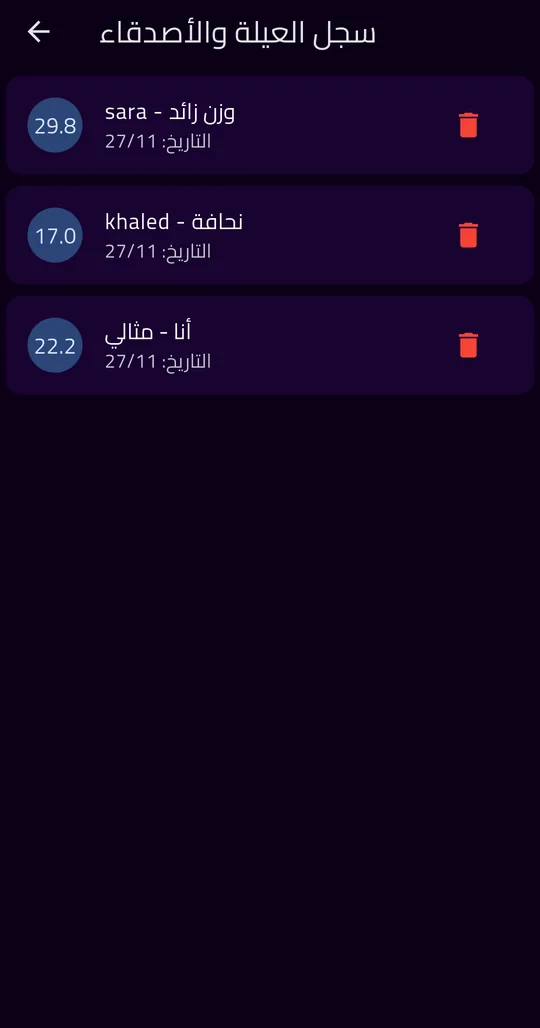 سجل العيلة والأصدقاء
29.8
sara - وزن زائد
التاريخ: 27/11
17.0
khaled - نحافة
التاريخ: 27/11
22.2
أنا - مثالي
التاريخ: 27/11